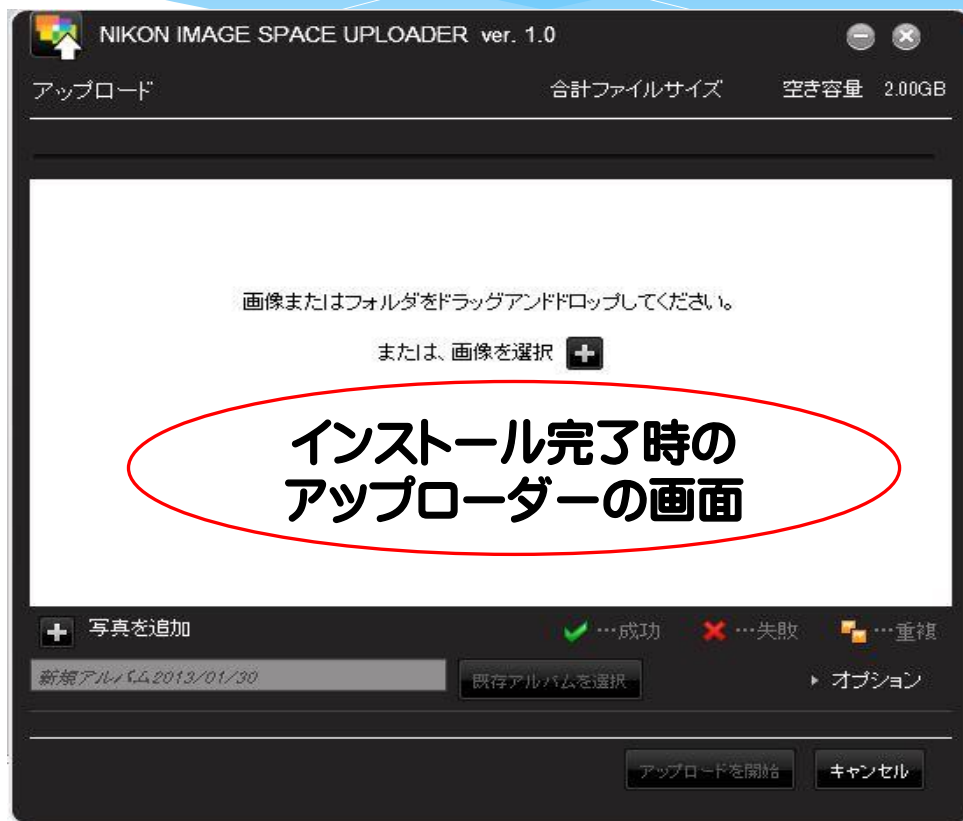 NIKON IMAGE SPACE UPLOADER ver. 1.0
アップロード 合計ファイルサイズ 空き容量 2.00GB
画像またはフォルダをドラッグアンドドロップしてください。
または、画像を選択
インストール完了時の
アップローダーの画面
写真を追加 …成功 …失敗 …重複
新規アルバム2013/01/30 既存アルバムを選択 オプション
アップロードを開始 キャンセル